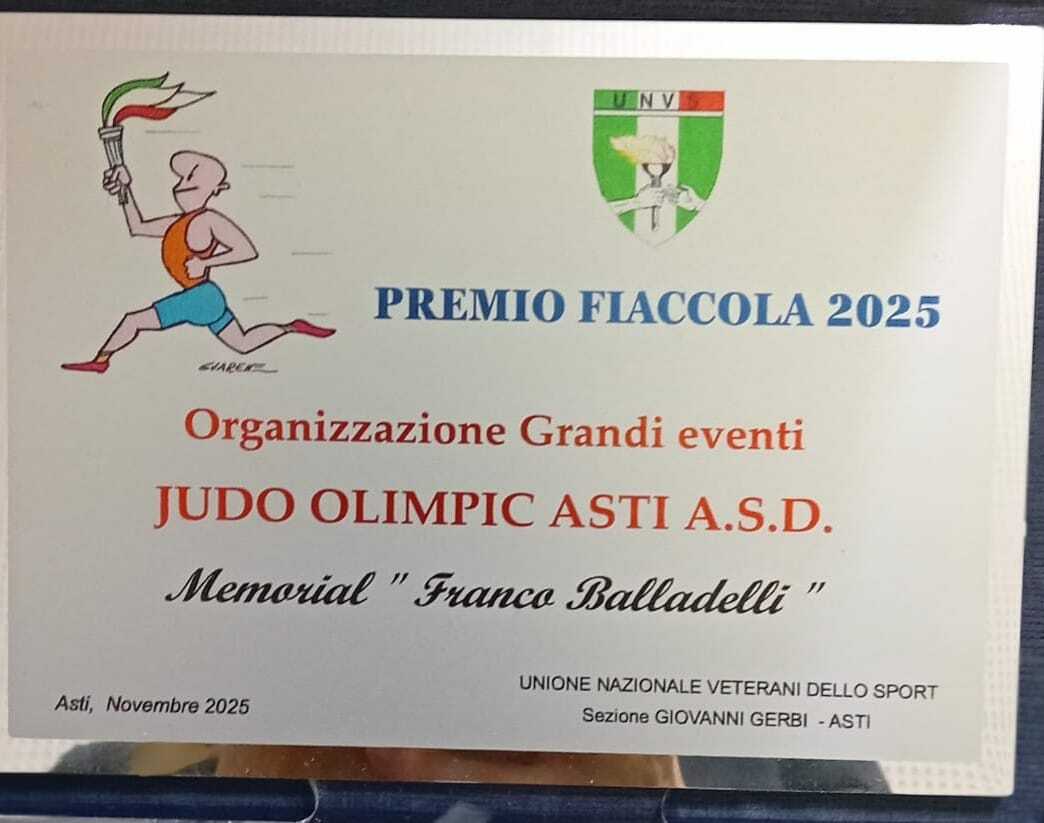 UNVS
PREMIO FIACCOLA 2025
Organizzazione Grandi eventi
JUDO OLIMPIC ASTI A.S.D.
Memorial " Franco Balladelli "
Asti, Novembre 2025
UNIONE NAZIONALE VETERANI DELLO SPORT
Sezione GIOVANNI GERBI - ASTI